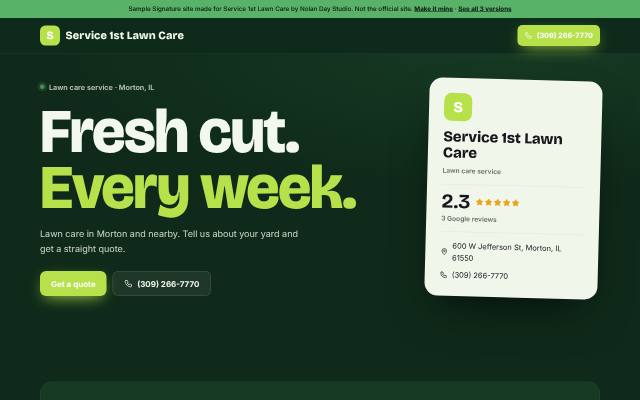 Sample Signature site made for Service 1st Lawn Care by Nolan Day Studio. Not the official site. Make it mine · See all 3 versions
S Service 1st Lawn Care
(309) 266-7770
Lawn care service · Morton, IL
Fresh cut.
Every week.
Lawn care in Morton and nearby. Tell us about your yard and
get a straight quote.
Get a quote
(309) 266-7770
S
Service 1st Lawn
Care
Lawn care service
2.3
3 Google reviews
600 W Jefferson St, Morton, IL
61550
(309) 266-7770